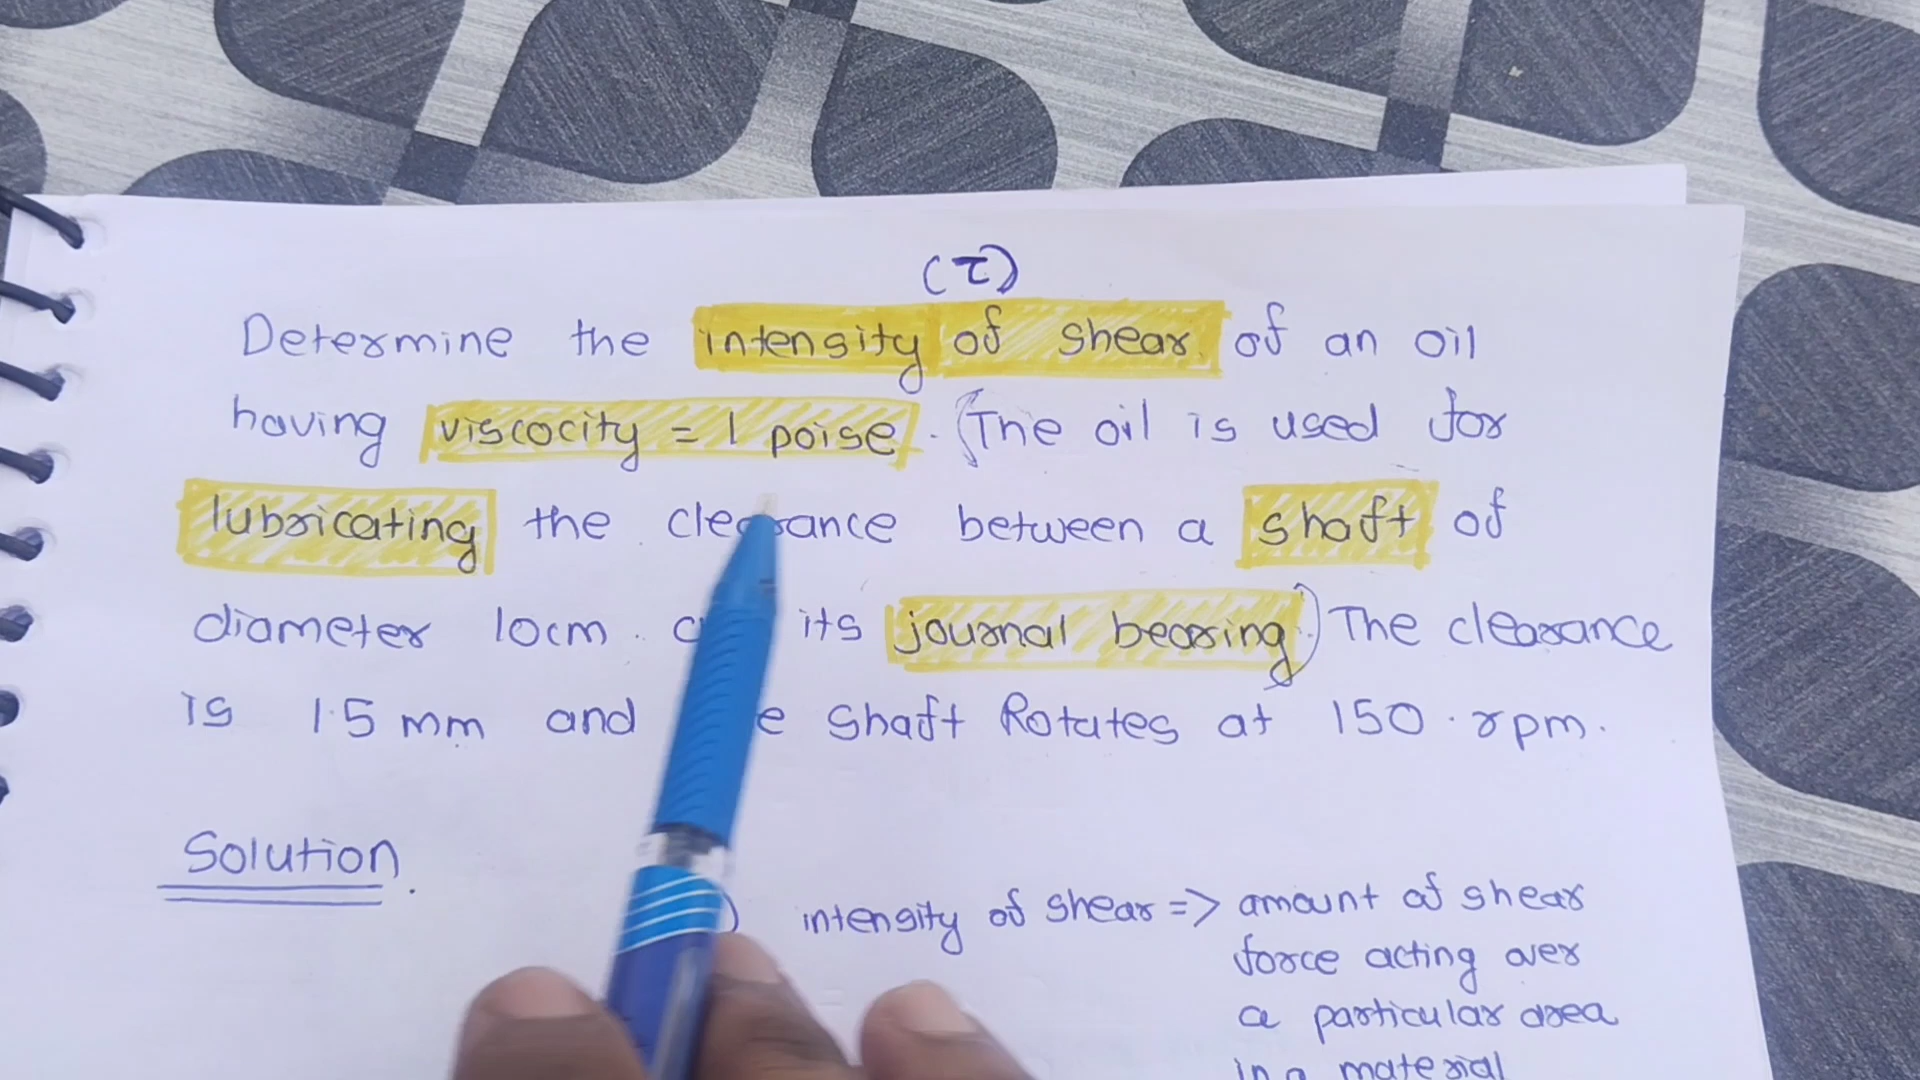 (τ)
Determine the intensity of shear of an oil
having viscocity = 1 poise. (The oil is used for
lubricating the clearance between a shaft of
diameter 10cm its journal bearing.) The clearance
is 1.5 mm and shaft Rotates at 150 rpm.
Solution.
) intensity of shear => amount of shear
force acting over
a particular area
in a material